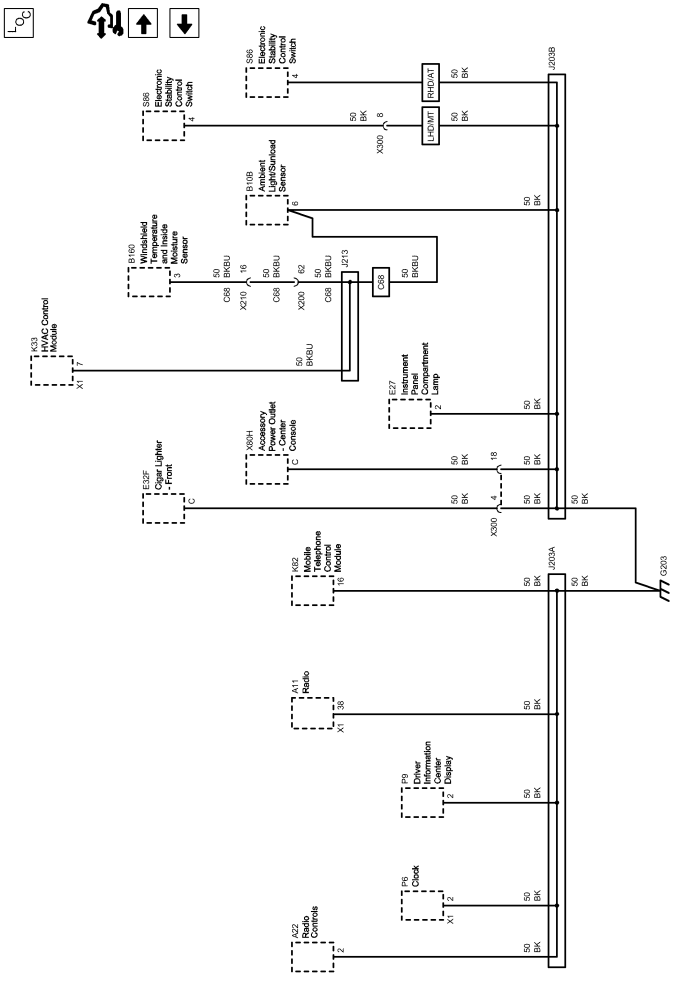 LOC
S86
Electronic
Stability
Control
Switch
4
50
BK
RHD/AT
J203B
S86
Electronic
Stability
Control
Switch
4
50
BK
8
X300
LHD/MT
50
BK
B10B
Ambient
Light/Sunload
Sensor
6
50
BK
B160
Windshield
Temperature
and Inside
Moisture
Sensor
3
50
BKBU
C68
16
X210
50
BKBU
C68
62
X200
50
BKBU
C68
J213
C68
50
BKBU
K33
HVAC Control
Module
7
X1
50
BKBU
E27
Instrument
Panel
Compartment
Lamp
2
50
BK
X80H
Accessory
Power Outlet
- Center
Console
C
50
BK
18
50
BK
E32F
Cigar Lighter
- Front
C
50
BK
4
X300
50
BK
50
BK
K82
Mobile
Telephone
Control
Module
16
50
BK
J203A
50
BK
G203
A11
Radio
38
X1
50
BK
P9
Driver
Information
Center
Display
2
50
BK
P6
Clock
2
X1
50
BK
A22
Radio
Controls
2
50
BK